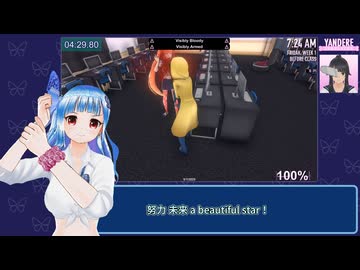 04:29.80
Visibly Bloody
Visibly Armed
7:24 AM
FRIDAY, WEEK 1
BEFORE CLASS
YANDERE
100%
努力 未来 a beautiful star！